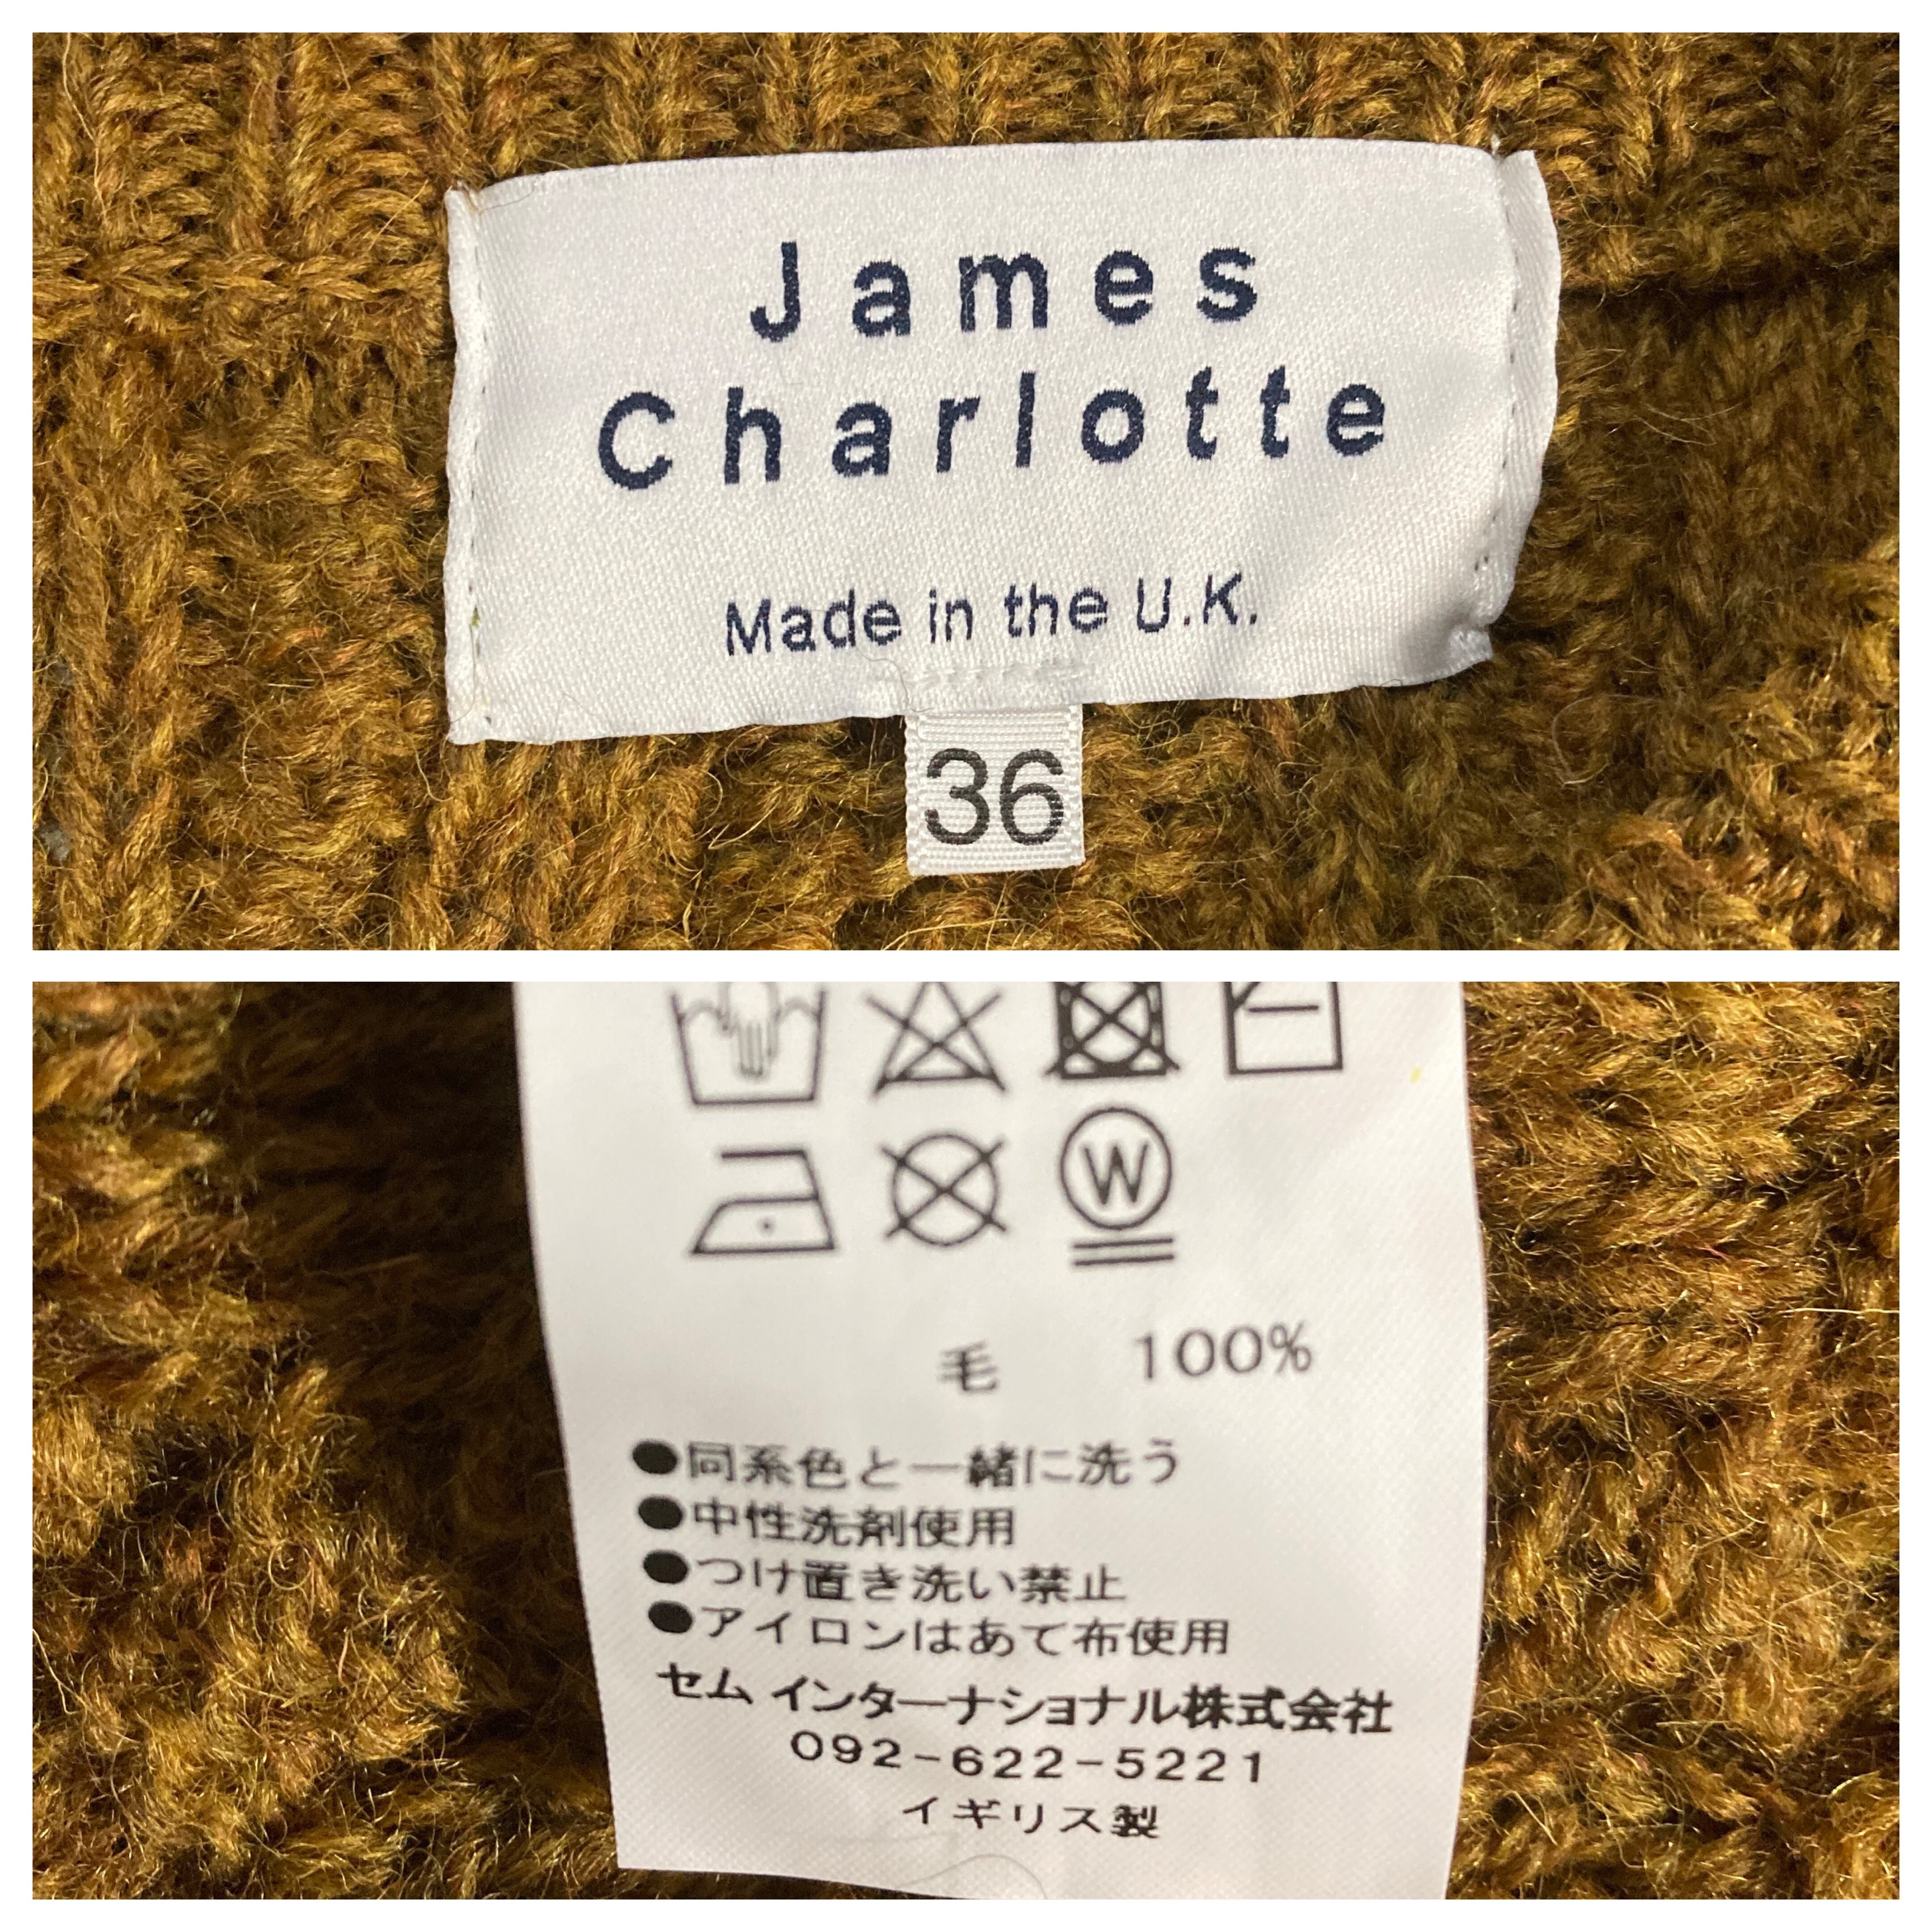 James
Charlotte
Made in the U.K.
36
W
毛 100%
●同系色と一緒に洗う
●中性洗剤使用
●つけ置き洗い禁止
●アイロンはあて布使用
セムインターナショナル株式会社
092-622-5221
イギリス製